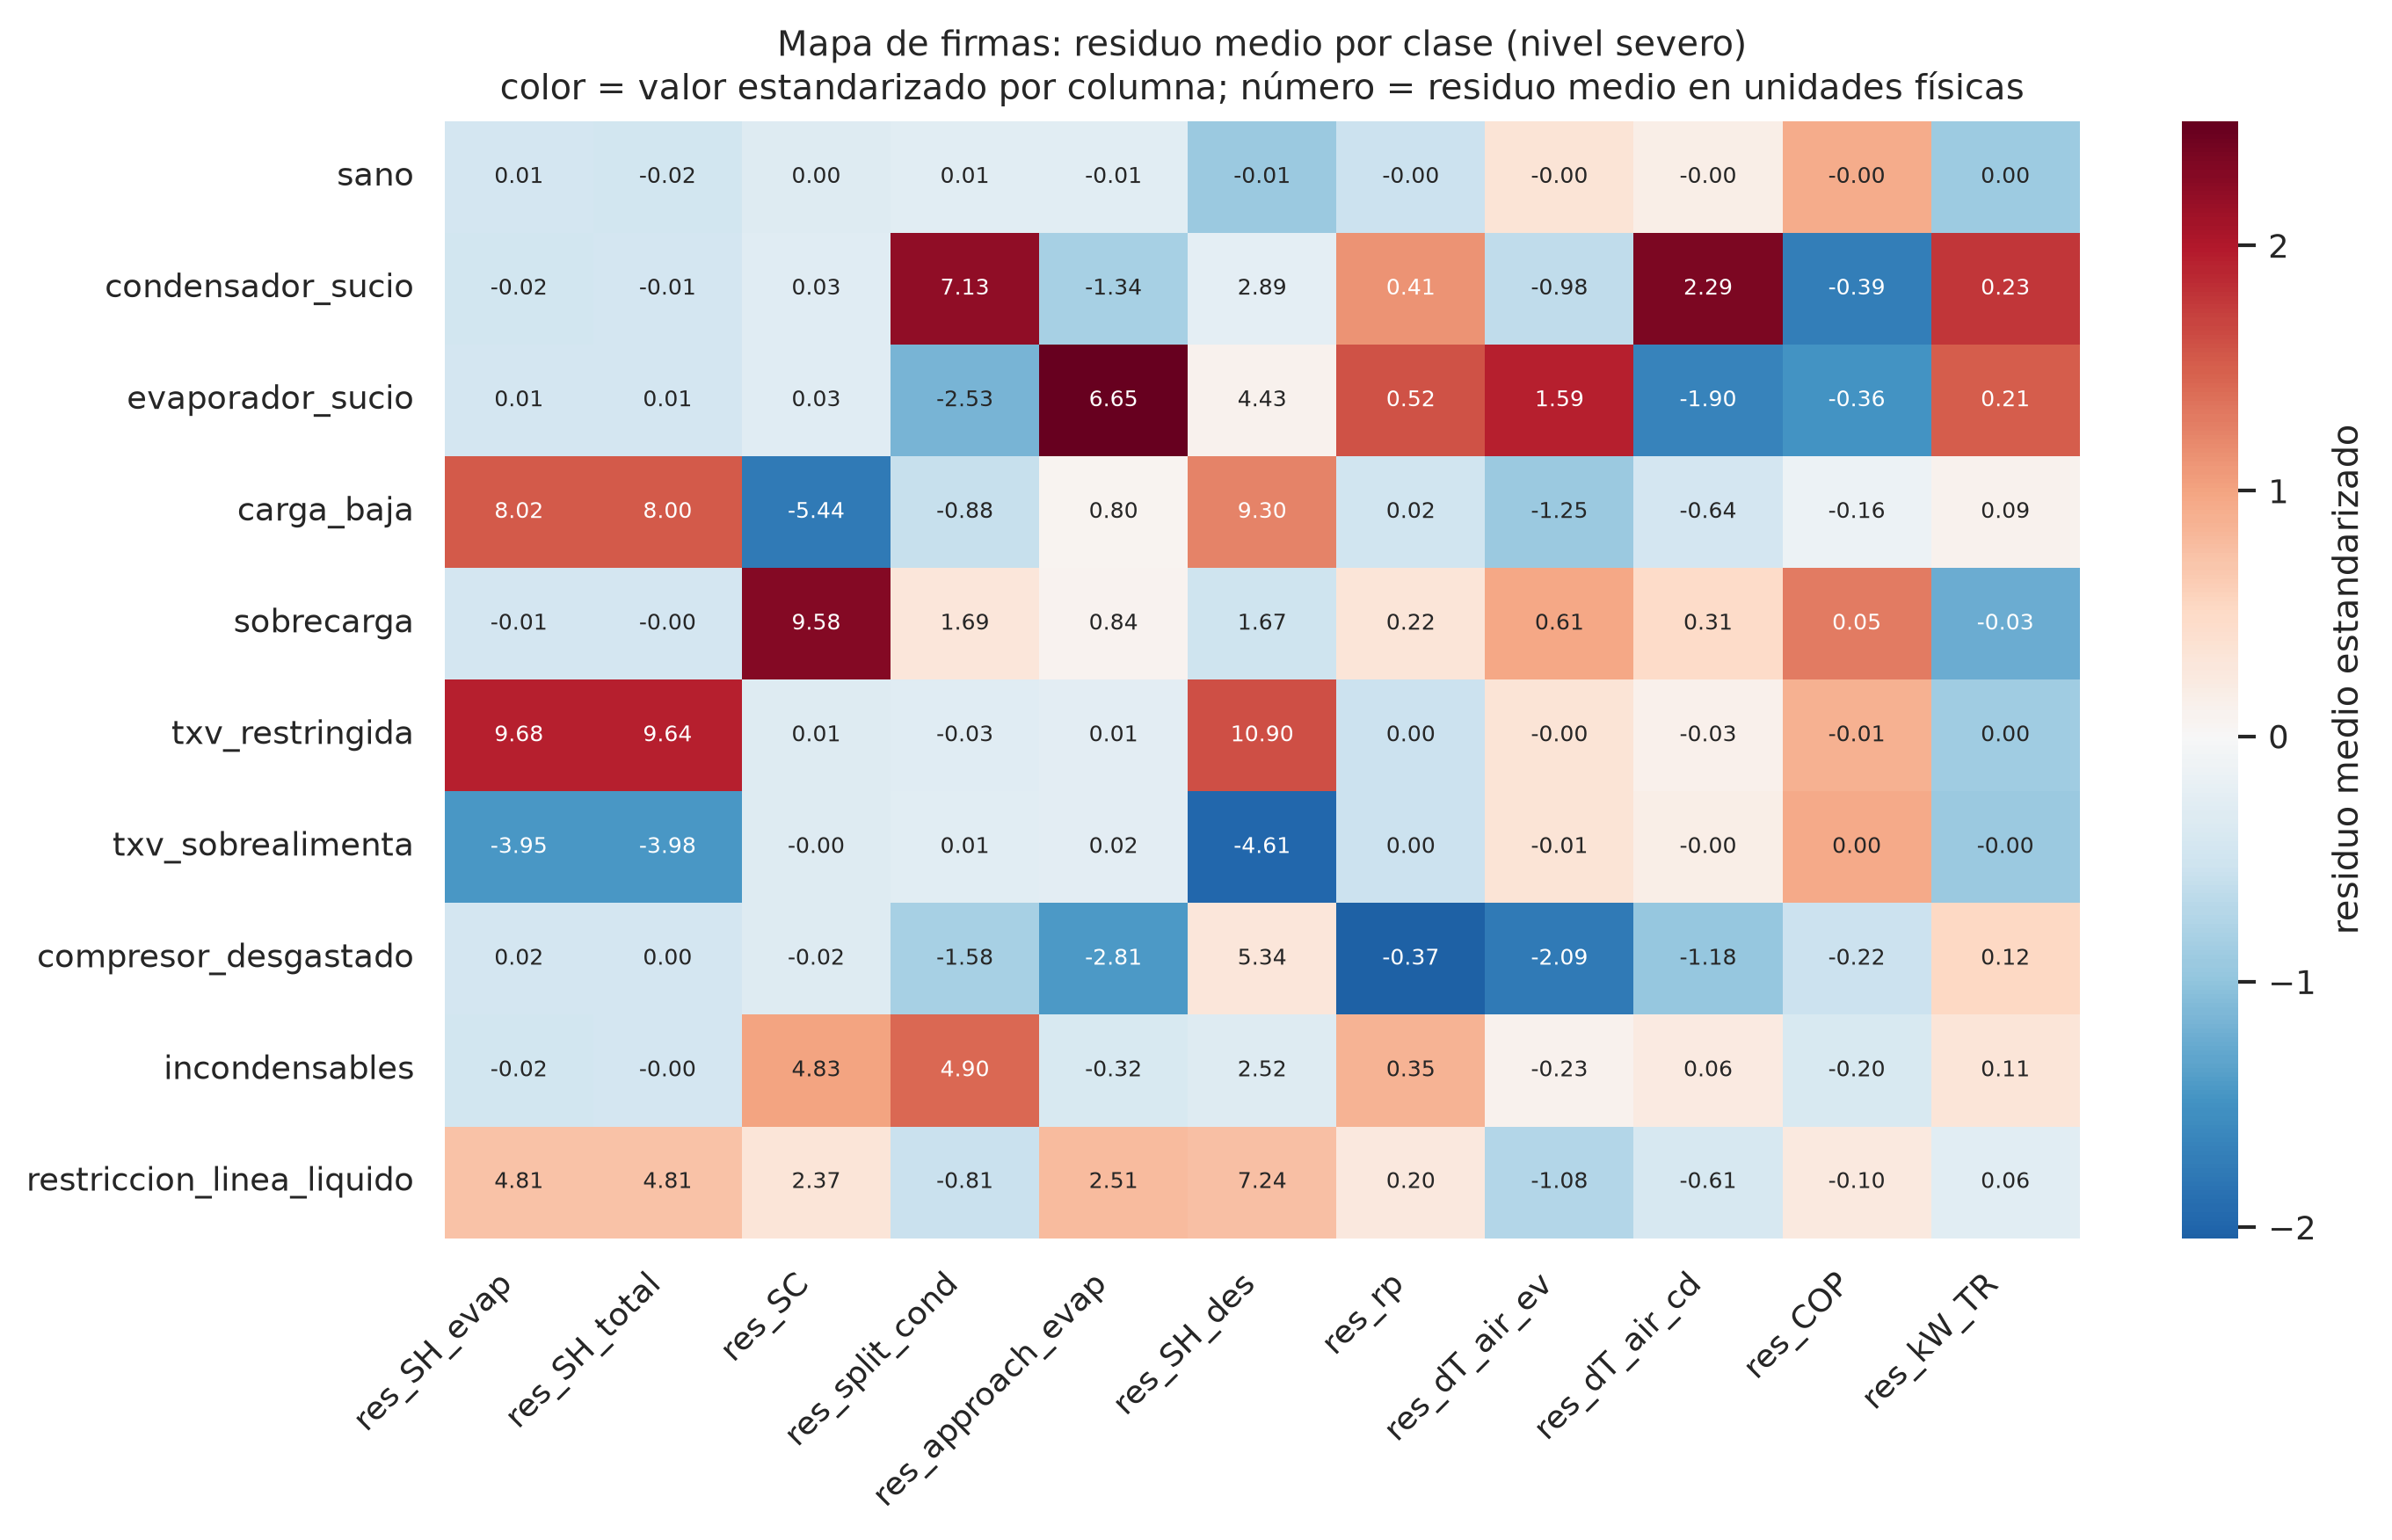 Mapa de firmas: residuo medio por clase (nivel severo)
color = valor estandarizado por columna; número = residuo medio en unidades físicas
sano 0.01 -0.02 0.00 0.01 -0.01 -0.01 -0.00 -0.00 -0.00 -0.00 0.00
condensador_sucio -0.02 -0.01 0.03 7.13 -1.34 2.89 0.41 -0.98 2.29 -0.39 0.23
evaporador_sucio 0.01 0.01 0.03 -2.53 6.65 4.43 0.52 1.59 -1.90 -0.36 0.21
carga_baja 8.02 8.00 -5.44 -0.88 0.80 9.30 0.02 -1.25 -0.64 -0.16 0.09
sobrecarga -0.01 -0.00 9.58 1.69 0.84 1.67 0.22 0.61 0.31 0.05 -0.03
txv_restringida 9.68 9.64 0.01 -0.03 0.01 10.90 0.00 -0.00 -0.03 -0.01 0.00
txv_sobrealimenta -3.95 -3.98 -0.00 0.01 0.02 -4.61 0.00 -0.01 -0.00 0.00 -0.00
compresor_desgastado 0.02 0.00 -0.02 -1.58 -2.81 5.34 -0.37 -2.09 -1.18 -0.22 0.12
incondensables -0.02 -0.00 4.83 4.90 -0.32 2.52 0.35 -0.23 0.06 -0.20 0.11
restriccion_linea_liquido 4.81 4.81 2.37 -0.81 2.51 7.24 0.20 -1.08 -0.61 -0.10 0.06
res_SH_evap res_SH_total res_SC res_split_cond res_approach_evap res_SH_des res_rp res_dT_air_ev res_dT_air_cd res_COP res_kW_TR
2
1
0
−1
−2
residuo medio estandarizado